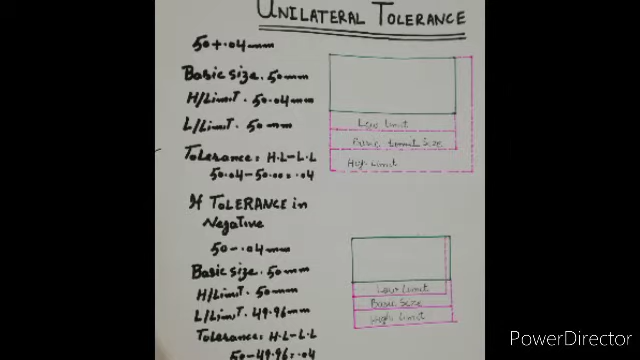 UNILATERAL TOLERANCE
50+.04mm
Basic size. 50mm
H/Limit. 50.04mm
L/Limit. 50mm
Tolerance: H.L-L.L
50.04-50.00=.04
Low Limit
Basic Limit Size
High Limit
If TOLERANCE in
Negative
50-.04mm
Basic size. 50mm
H/Limit. 50mm
L/Limit. 49.96mm
Tolerance: H.L-L.L
50-49.96=.04
Low Limit
Basic Size
High Limit
PowerDirector